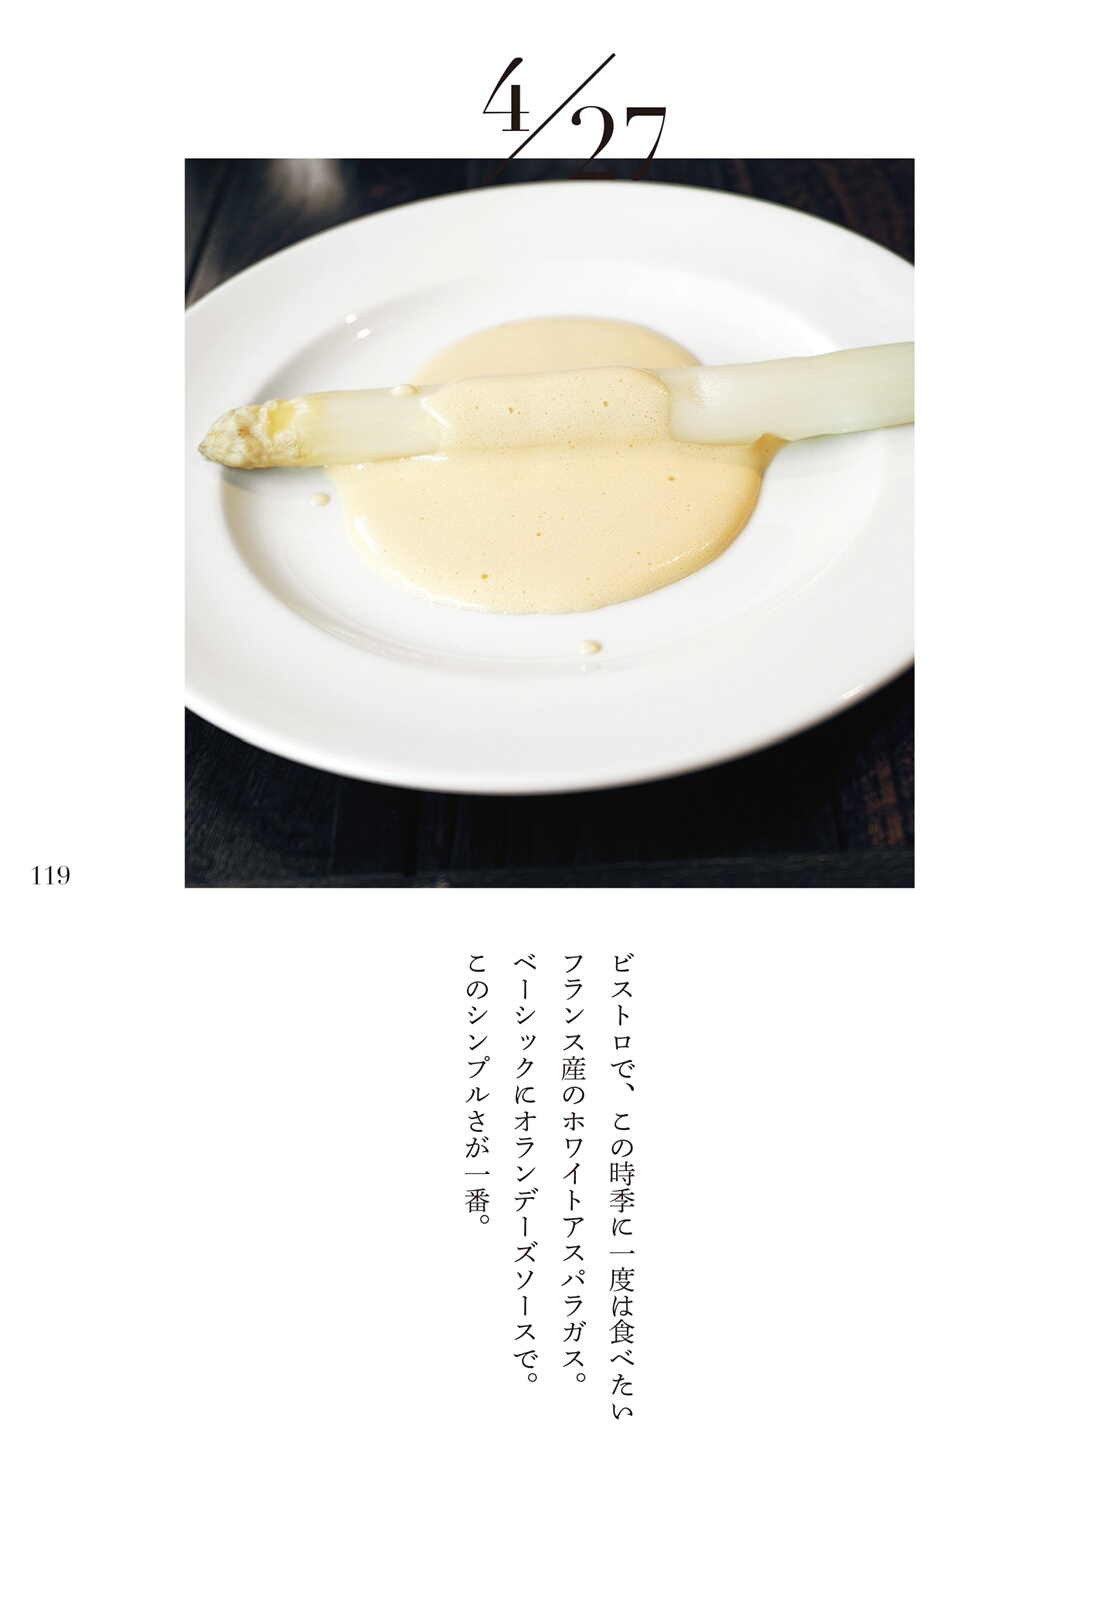 4/27
ビストロで、この時季に一度は食べたい
フランス産のホワイトアスパラガス。
ベーシックにオランデーズソースで。
このシンプルさが一番。
119